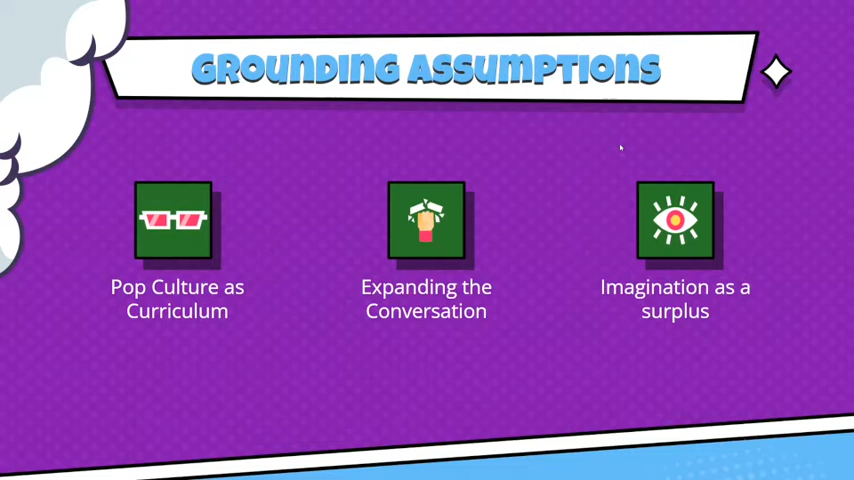 Grounding Assumptions
Pop Culture as
Curriculum
Expanding the
Conversation
Imagination as a
surplus